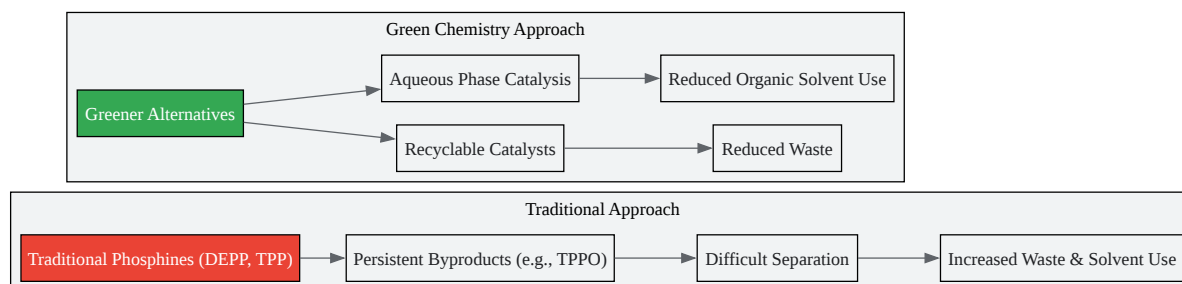 Green Chemistry Approach
Greener Alternatives
Aqueous Phase Catalysis
Reduced Organic Solvent Use
Recyclable Catalysts
Reduced Waste
Traditional Approach
Traditional Phosphines (DEPP, TPP)
Persistent Byproducts (e.g., TPPO)
Difficult Separation
Increased Waste & Solvent Use